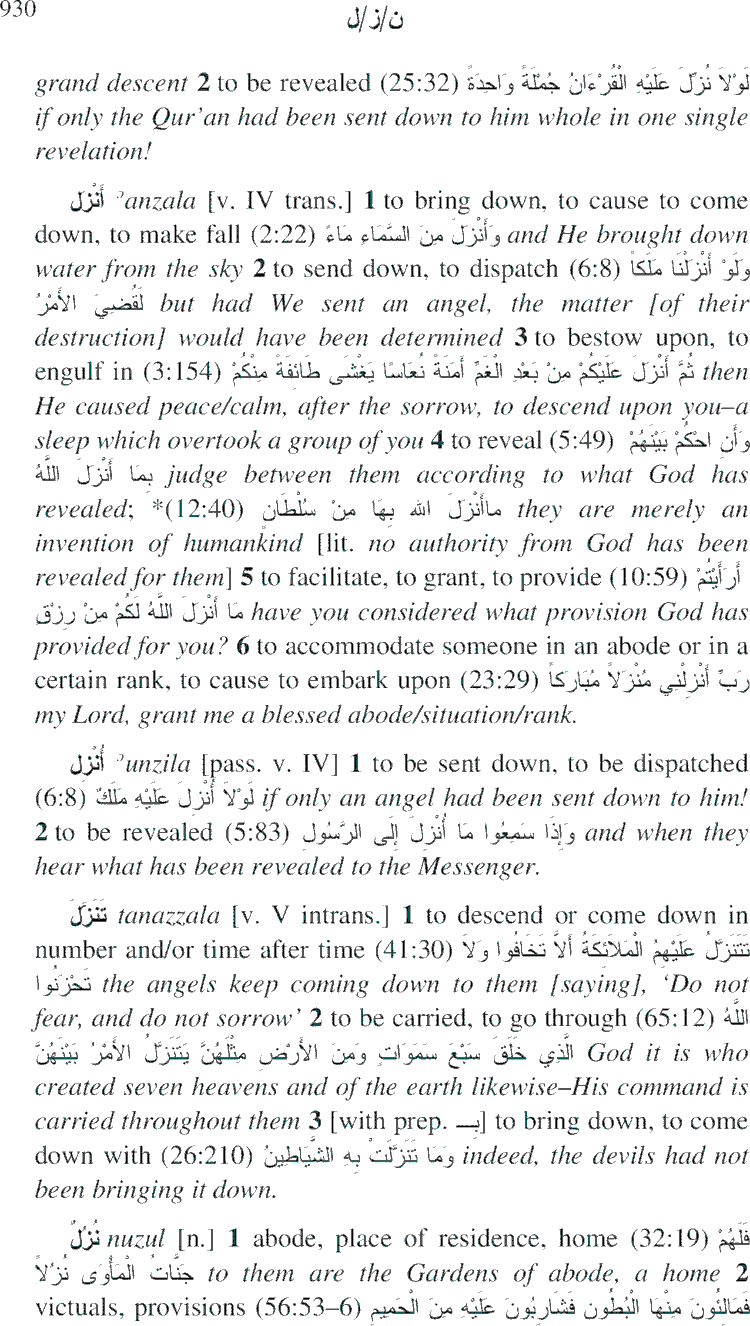 930
ن/ز/ل
grand descent 2 to be revealed (25:32) لَوْلاَ نُزِّلَ عَلَيْهِ الْقُرْءَانُ جُمْلَةً وَاحِدَةً
if only the Qur'an had been sent down to him whole in one single
revelation!
أَنْزَلَ ʾanzala [v. IV trans.] 1 to bring down, to cause to come
down, to make fall (2:22) وَأَنْزَلَ مِنَ السَّمَاءِ مَاءً and He brought down
water from the sky 2 to send down, to dispatch (6:8) وَلَوْ أَنْزَلْنَا مَلَكاً
لَقُضِيَ الأَمْرُ but had We sent an angel, the matter [of their
destruction] would have been determined 3 to bestow upon, to
engulf in (3:154) ثُمَّ أَنْزَلَ عَلَيْكُمْ مِنْ بَعْدِ الْغَمِّ أَمَنَةً نُعَاسًا يَغْشَى طَائِفَةً مِنْكُمْ then
He caused peace/calm, after the sorrow, to descend upon you–a
sleep which overtook a group of you 4 to reveal (5:49) وَأَنِ احْكُمْ بَيْنَهُمْ
بِمَا أَنْزَلَ اللَّهُ judge between them according to what God has
revealed; *(12:40) ماأَنْزَلَ الله بِهَا مِنْ سُلْطَانٍ they are merely an
invention of humankind [lit. no authority from God has been
revealed for them] 5 to facilitate, to grant, to provide (10:59) أَرَأَيْتُمْ
مَا أَنْزَلَ اللَّهُ لَكُمْ مِنْ رِزْقٍ have you considered what provision God has
provided for you? 6 to accommodate someone in an abode or in a
certain rank, to cause to embark upon (23:29) رَبِّ أَنْزِلْنِي مُنْزَلاً مُبَارَكاً
my Lord, grant me a blessed abode/situation/rank.
أُنْزِلَ ʾunzila [pass. v. IV] 1 to be sent down, to be dispatched
(6:8) لَوْلاَ أُنْزِلَ عَلَيْهِ مَلَكٌ if only an angel had been sent down to him!
2 to be revealed (5:83) وَإِذَا سَمِعُوا مَا أُنْزِلَ إِلَى الرَّسُولِ and when they
hear what has been revealed to the Messenger.
تَنَزَّلَ tanazzala [v. V intrans.] 1 to descend or come down in
number and/or time after time (41:30) تَتَنَزَّلُ عَلَيْهِمُ الْمَلاَئِكَةُ أَلاَّ تَخَافُوا وَلاَ
تَحْزَنُوا the angels keep coming down to them [saying], ‘Do not
fear, and do not sorrow’ 2 to be carried, to go through (65:12) اللَّهُ
الَّذِي خَلَقَ سَبْعَ سَمَوَاتٍ وَمِنَ الأَرْضِ مِثْلَهُنَّ يَتَنَزَّلُ الأَمْرُ بَيْنَهُنَّ God it is who
created seven heavens and of the earth likewise–His command is
carried throughout them 3 [with prep. بِـ] to bring down, to come
down with (26:210) وَمَا تَنَزَّلَتْ بِهِ الشَّيَاطِينُ indeed, the devils had not
been bringing it down.
نُزُلٌ nuzul [n.] 1 abode, place of residence, home (32:19) فَلَهُمْ
جَنَّاتُ الْمَأْوَى نُزُلاً to them are the Gardens of abode, a home 2
victuals, provisions (56:53–6) فَمَالِئُونَ مِنْهَا الْبُطُونَ فَشَارِبُونَ عَلَيْهِ مِنَ الْحَمِيمِ